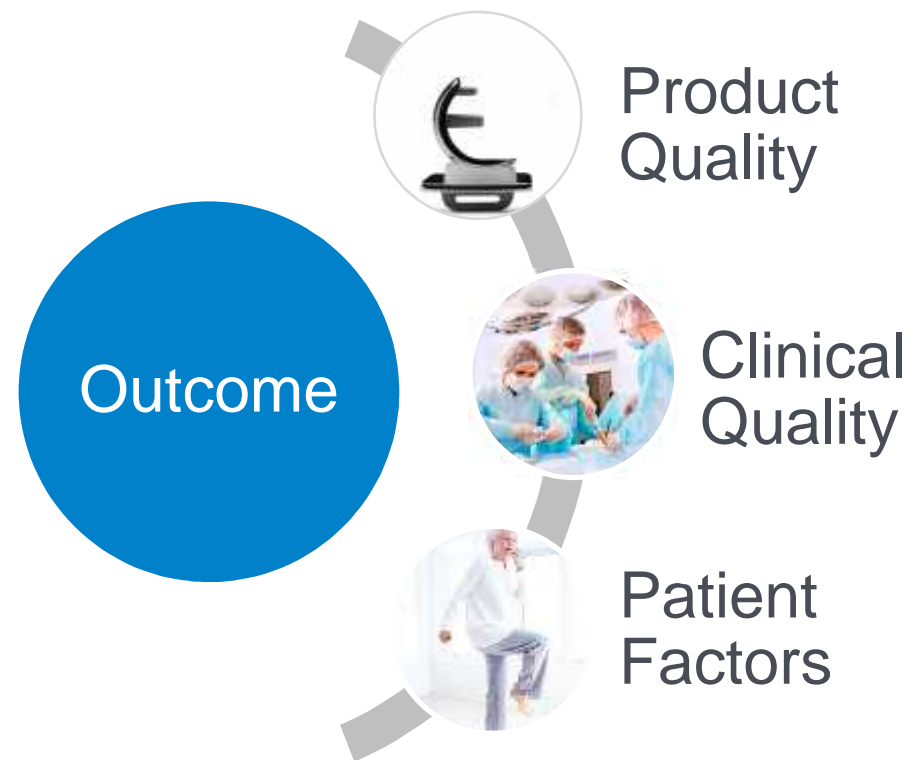 Product
Quality
Outcome
Clinical
Quality
Patient
Factors